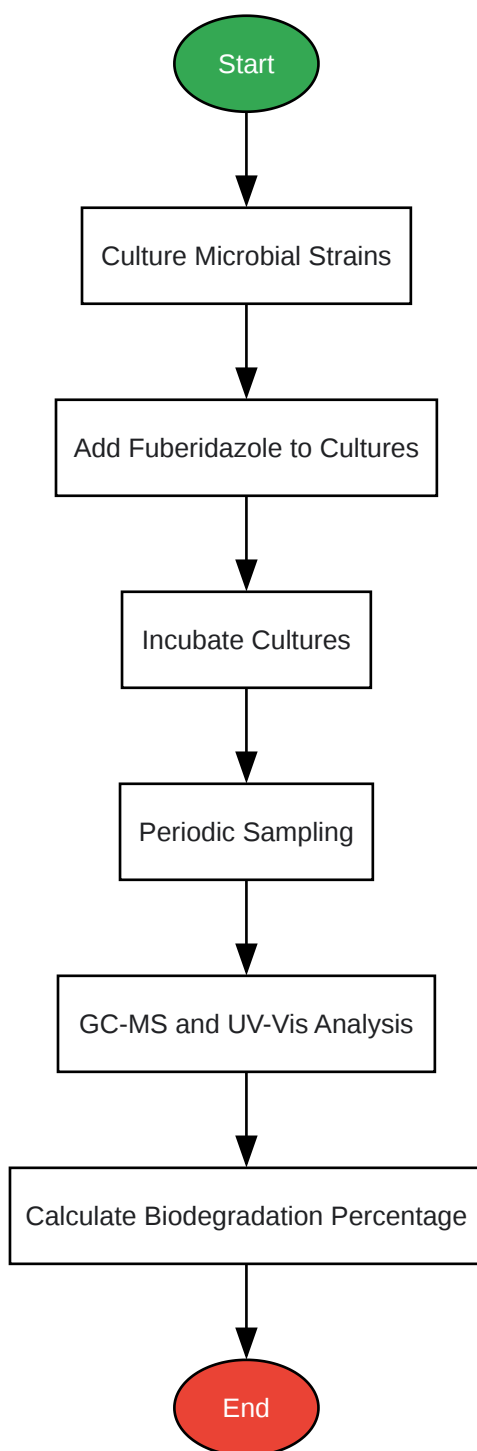 Start
Culture Microbial Strains
Add Fuberidazole to Cultures
Incubate Cultures
Periodic Sampling
GC-MS and UV-Vis Analysis
Calculate Biodegradation Percentage
End